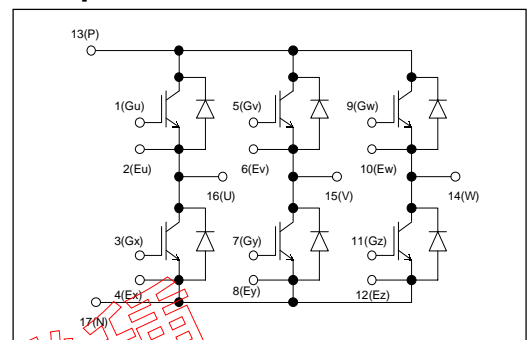 13(P)
1(Gu) 5(Gv) 9(Gw)
2(Eu) 6(Ev) 10(Ew)
16(U) 15(V) 14(W)
3(Gx) 7(Gy) 11(Gz)
4(Ex) 8(Ey) 12(Ez)
17(N)